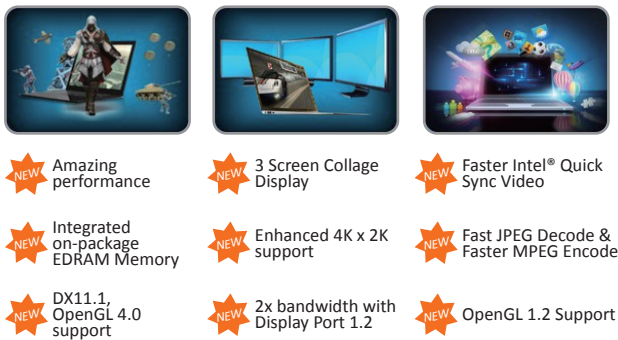 NEW Amazing
performance
NEW 3 Screen Collage
Display
NEW Faster Intel® Quick
Sync Video
NEW Integrated
on-package
EDRAM Memory
NEW Enhanced 4K x 2K
support
NEW Fast JPEG Decode &
Faster MPEG Encode
NEW DX11.1,
OpenGL 4.0
support
NEW 2x bandwidth with
Display Port 1.2
NEW OpenGL 1.2 Support